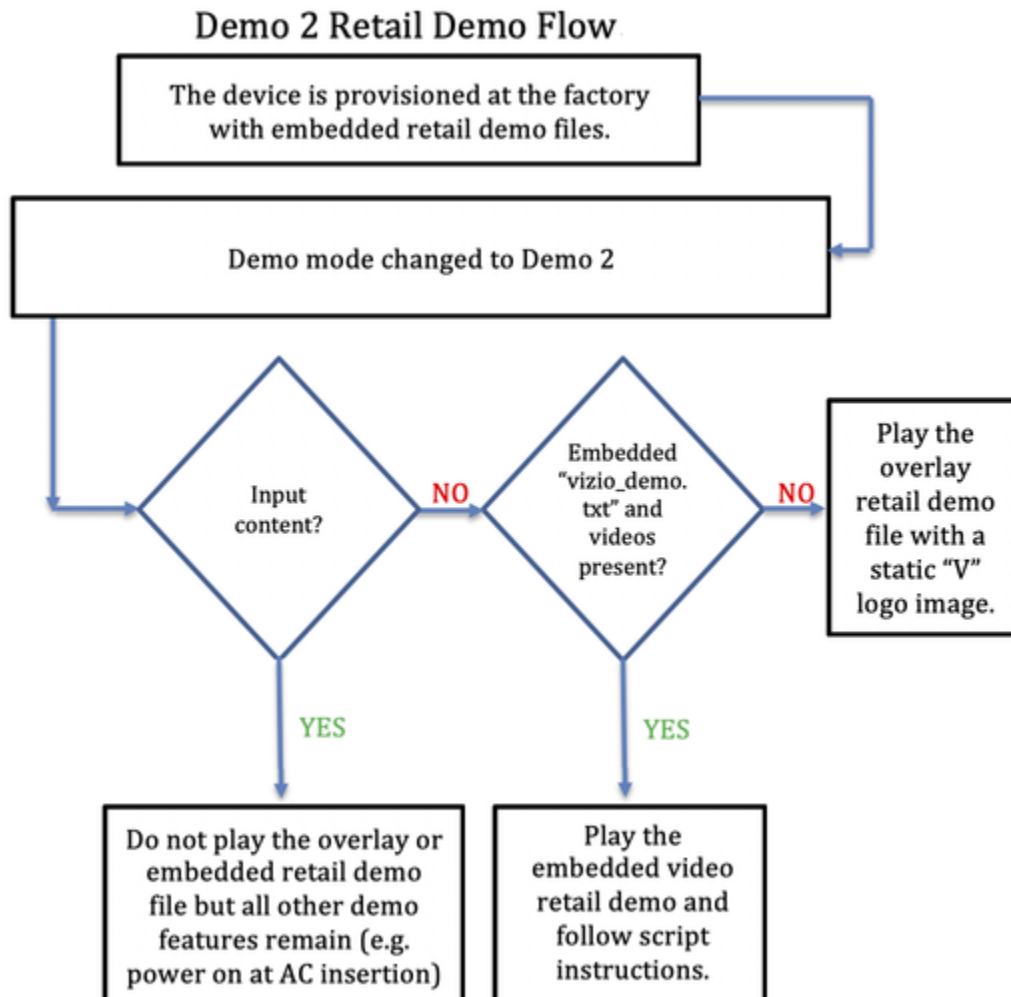 Demo 2 Retail Demo Flow
The device is provisioned at the factory
with embedded retail demo files.
Demo mode changed to Demo 2
Input
content?
NO
Embedded
“vizio_demo.
txt” and
videos
present?
NO
Play the
overlay
retail demo
file with a
static “V”
logo image.
YES
YES
Do not play the overlay or
embedded retail demo
file but all other demo
features remain (e.g.
power on at AC insertion)
Play the
embedded video
retail demo and
follow script
instructions.